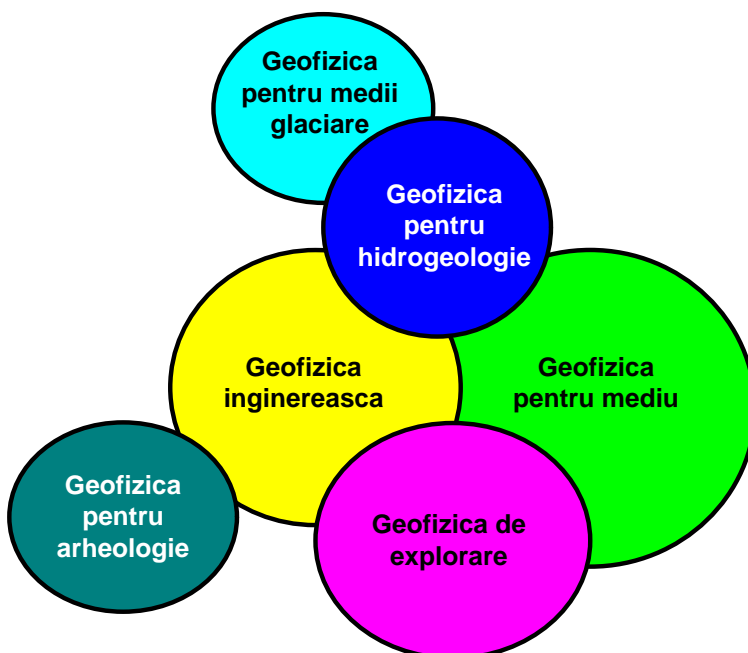 Geofizica
pentru medii
glaciare
Geofizica
pentru
hidrogeologie
Geofizica
inginereasca
Geofizica
pentru mediu
Geofizica
pentru
arheologie
Geofizica de
explorare